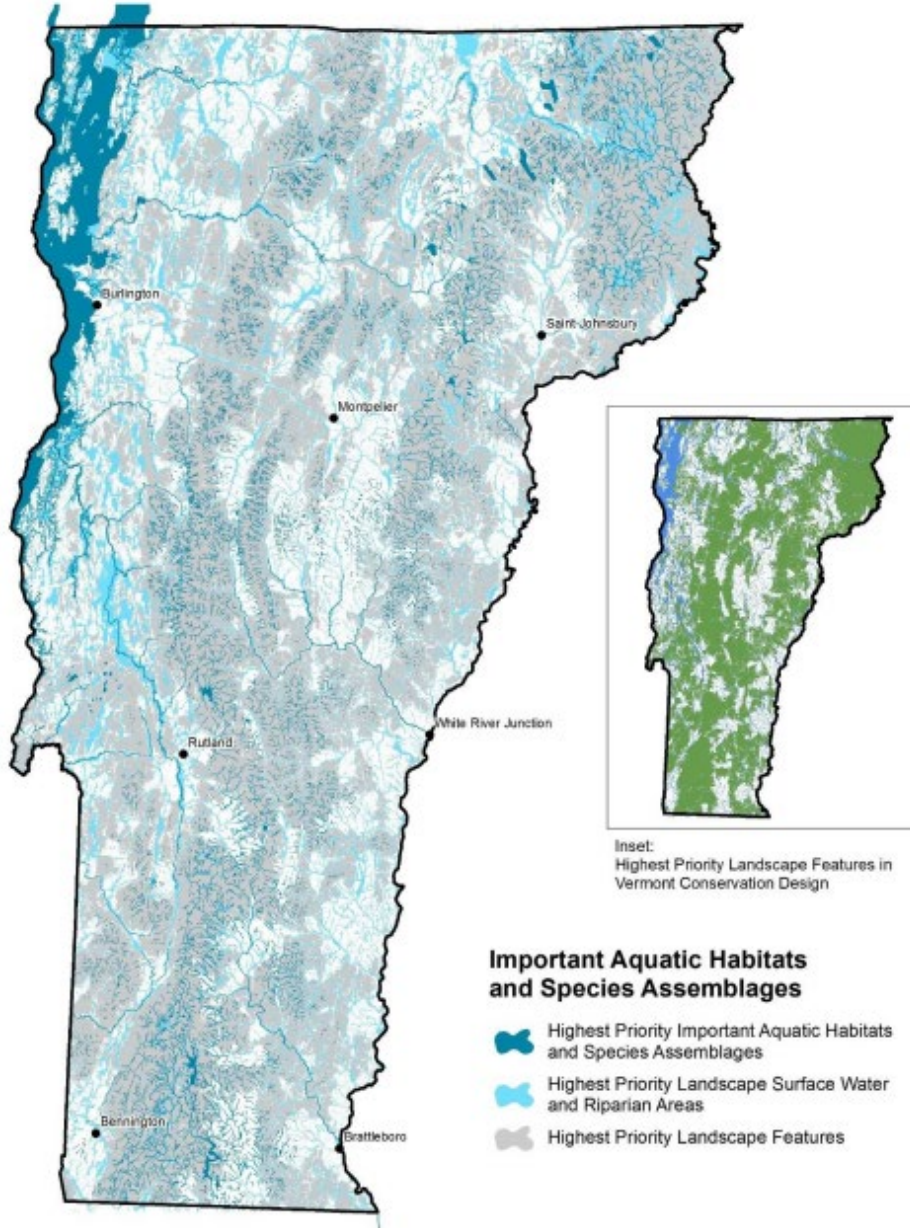 Burlington
Saint-Johnsbury
Montpelier
White River Junction
Rutland
Inset:
Highest Priority Landscape Features in
Vermont Conservation Design
Important Aquatic Habitats
and Species Assemblages
Highest Priority Important Aquatic Habitats
and Species Assemblages
Highest Priority Landscape Surface Water
and Riparian Areas
Highest Priority Landscape Features
Bennington
Brattleboro